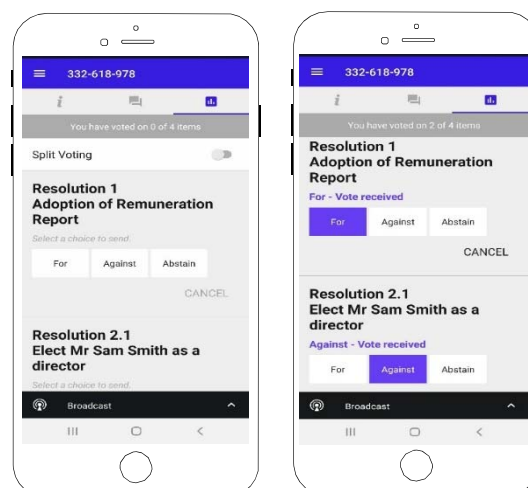 332-618-978
You have voted on 0 of 4 items
Split Voting
Resolution 1
Adoption of Remuneration
Report
Select a choice to send.
For Against Abstain
CANCEL
Resolution 2.1
Elect Mr Sam Smith as a
director
Select a choice to send.
Broadcast
332-618-978
You have voted on 2 of 4 items
Resolution 1
Adoption of Remuneration
Report
For - Vote received
For Against Abstain
CANCEL
Resolution 2.1
Elect Mr Sam Smith as a
director
Against - Vote received
For Against Abstain
Broadcast